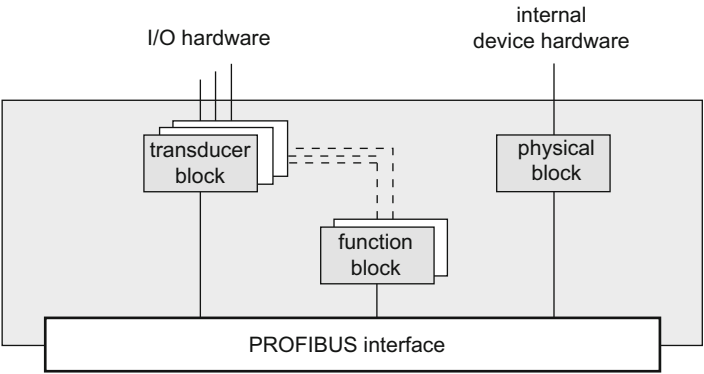 internal
I/O hardware
device hardware
transducer
block
physical
block
function
block
PROFIBUS interface